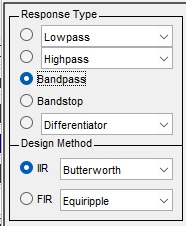 Response Type
Lowpass
Highpass
Bandpass
Bandstop
Differentiator
Design Method
IIR Butterworth
FIR Equiripple